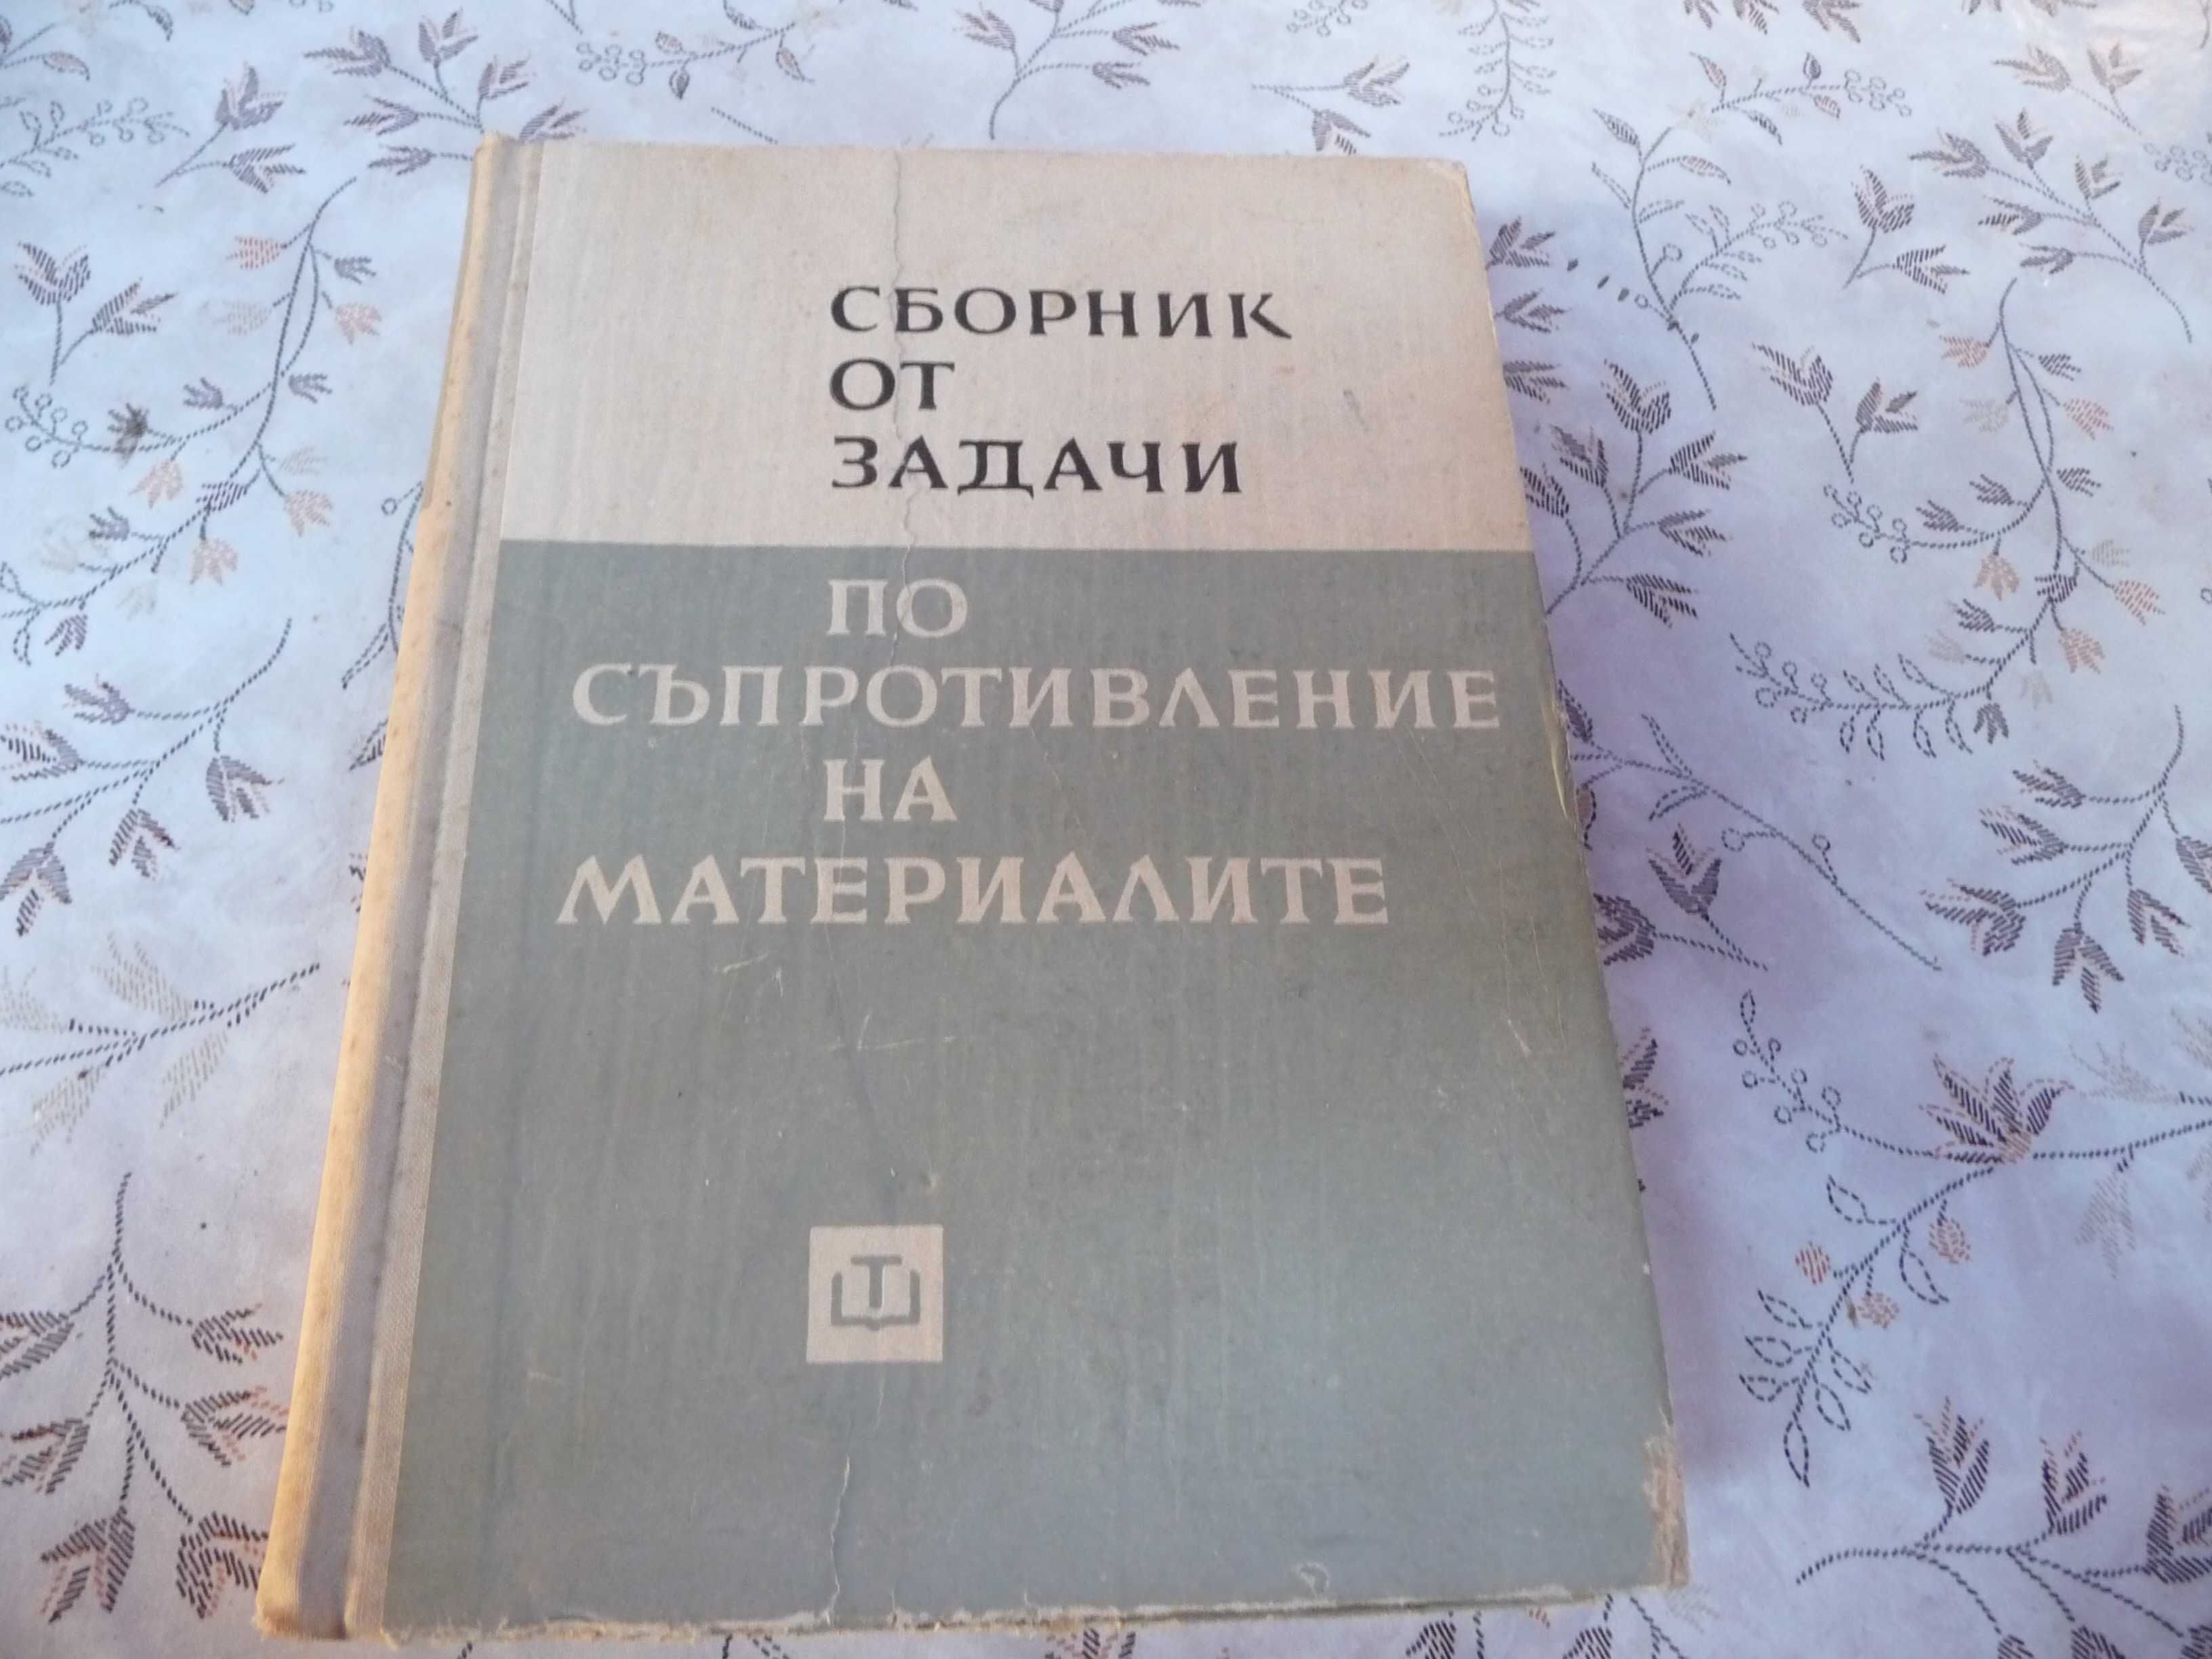 СБОРНИК
ОТ
ЗАДАЧИ
ПО
СЪПРОТИВЛЕНИЕ
НА
МАТЕРИАЛИТЕ
Т